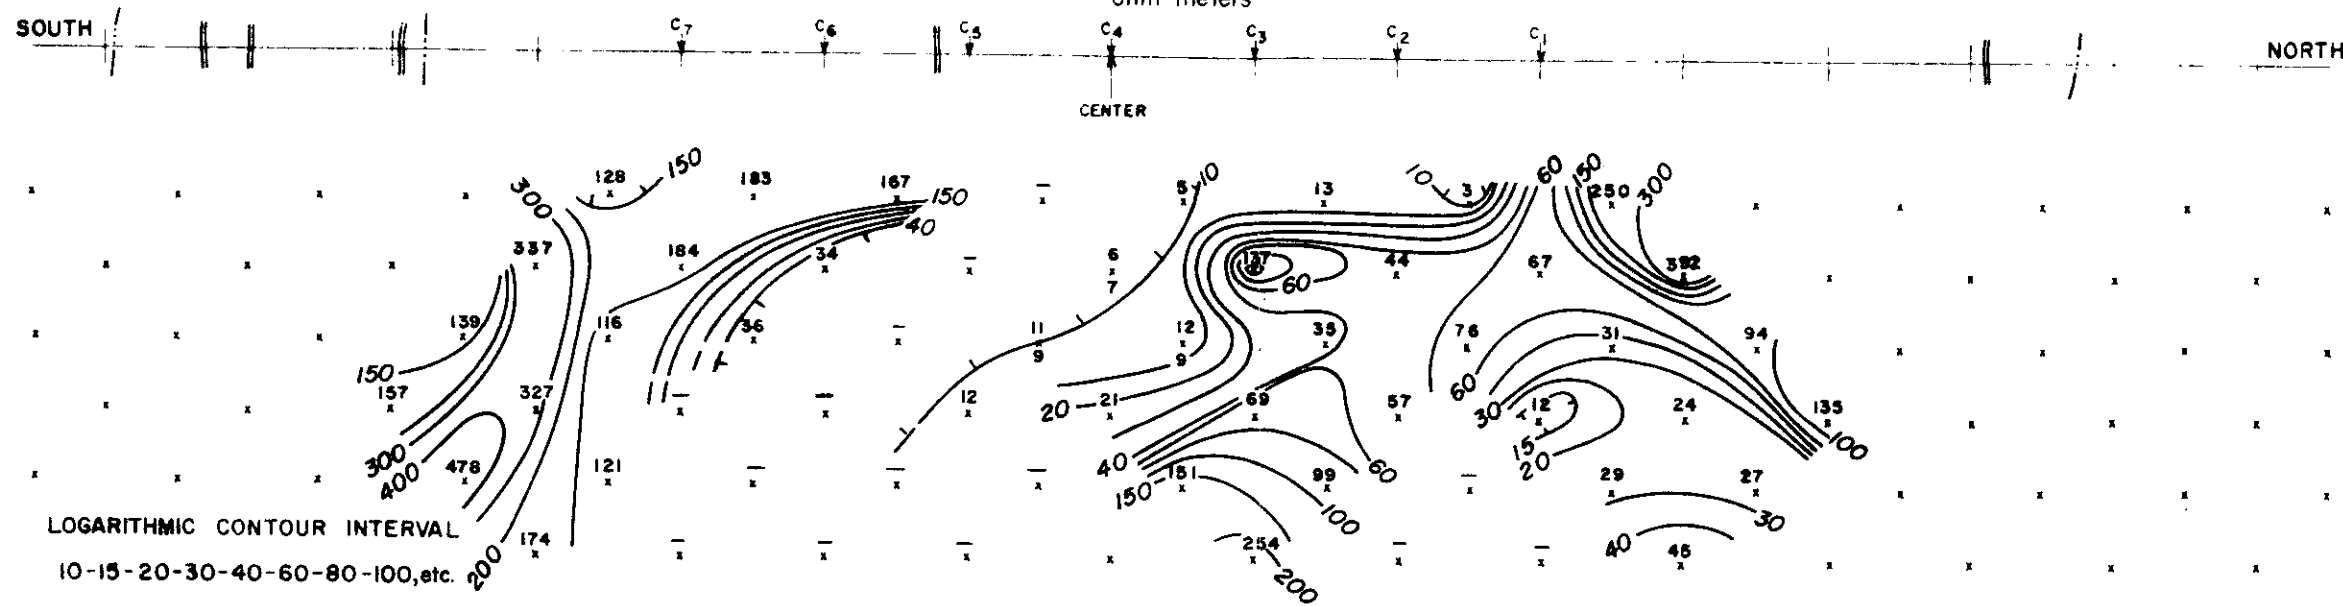 ohm meters
SOUTH C7 C6 C5 C4 C3 C2 C1 NORTH
CENTER
128 150 183 167 150 – 5 10 13 10 3 60 150 250 300
300 337 184 34 40 – 6 7 137 60 44 67 392
139 116 36 – 11 9 12 9 35 76 31 94
150 157 327 – – 12 20 21 69 57 60 30 12 24 135
300 400 478 121 – – – 40 150 151 99 60 – 15 20 29 27 100
LOGARITHMIC CONTOUR INTERVAL
100 30
10-15-20-30-40-60-80-100,etc. 200 174 – – – 254 200 – – 40 45